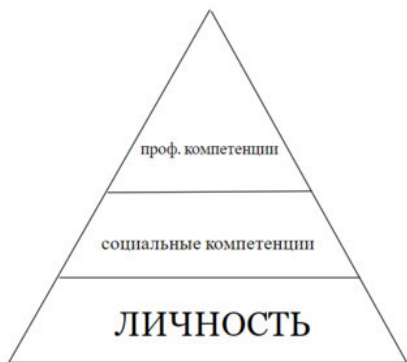 проф. компетенции
социальные компетенции
ЛИЧНОСТЬ